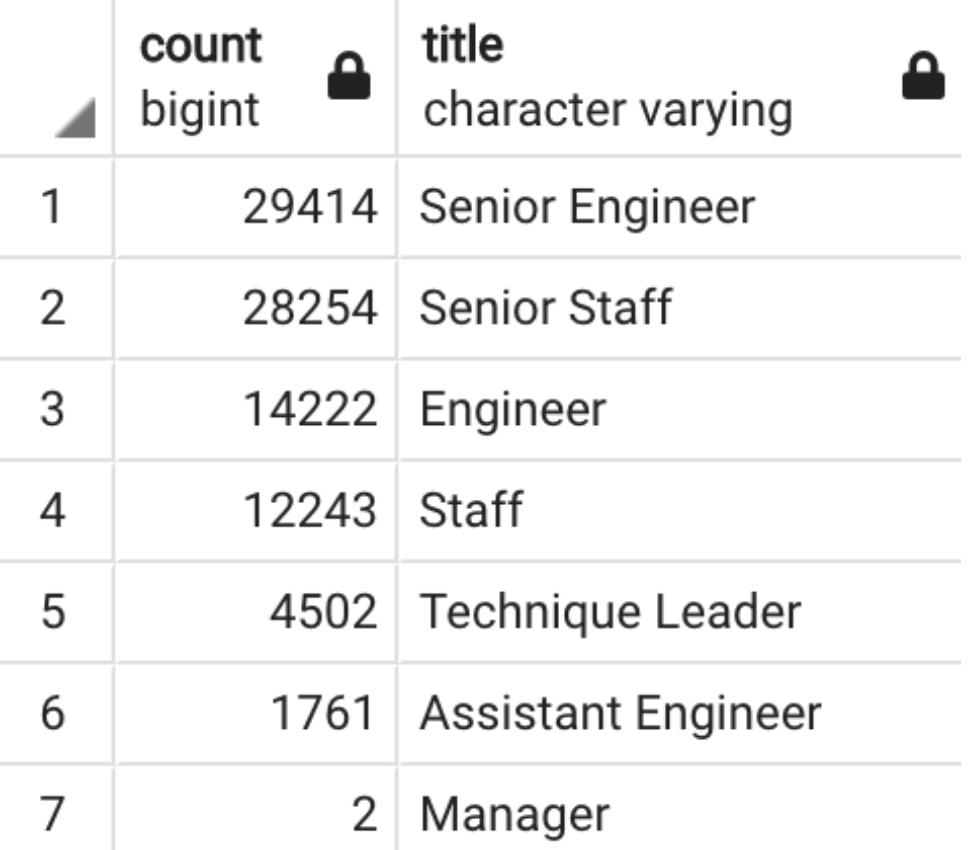 count title
bigint character varying
1 29414 Senior Engineer
2 28254 Senior Staff
3 14222 Engineer
4 12243 Staff
5 4502 Technique Leader
6 1761 Assistant Engineer
7 2 Manager